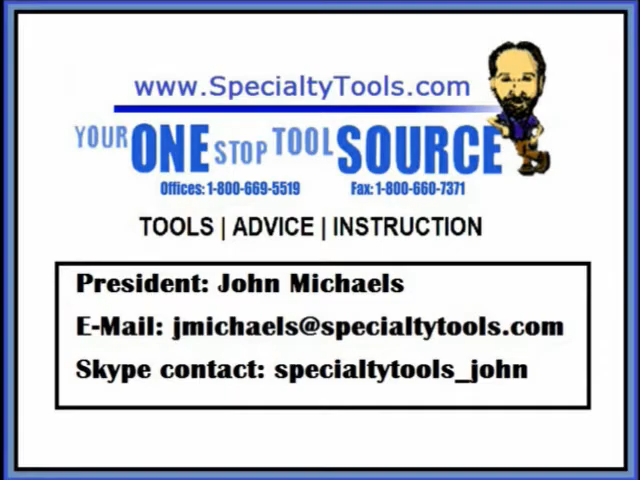 www.SpecialtyTools.com
YOUR ONE STOP TOOL SOURCE
Offices: 1-800-669-5519 Fax: 1-800-660-7371
TOOLS | ADVICE | INSTRUCTION
President: John Michaels
E-Mail: jmichaels@specialtytools.com
Skype contact: specialtytools_john